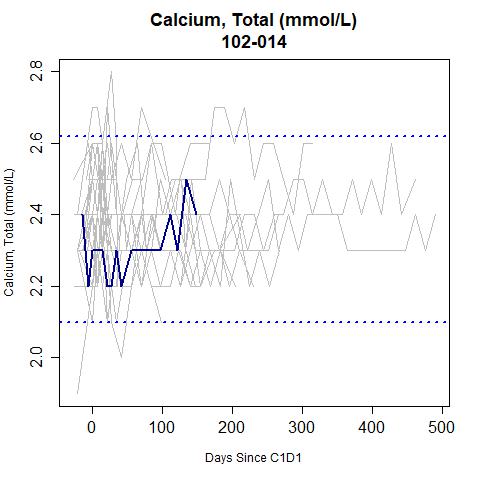 Calcium, Total (mmol/L)
102-014
Calcium, Total (mmol/L)
2.8
2.6
2.4
2.2
2.0
0 100 200 300 400 500
Days Since C1D1